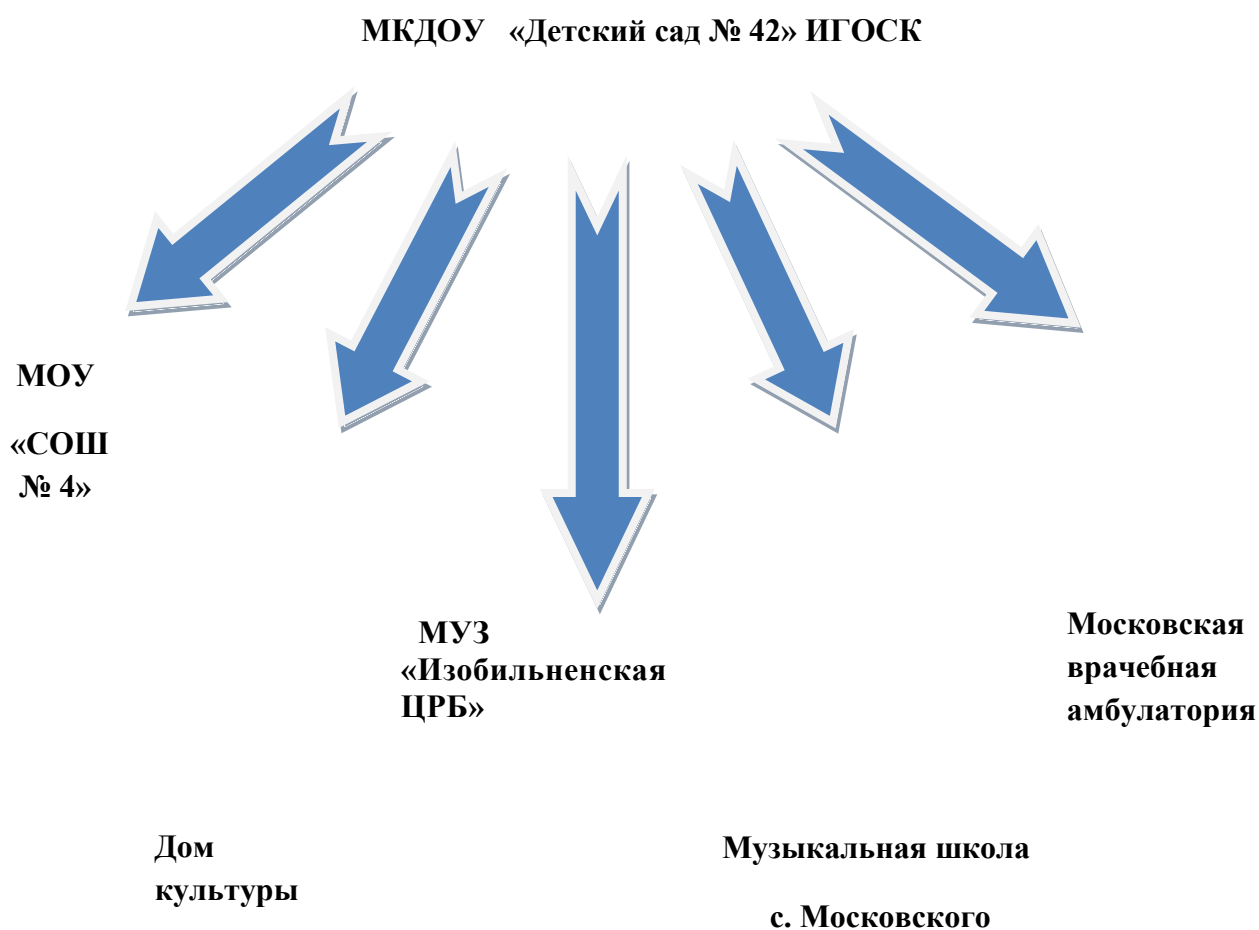 МКДОУ «Детский сад № 42» ИГОСК
МОУ
«СОШ
№ 4»
МУЗ
«Изобильненская
ЦРБ»
Московская
врачебная
амбулатория
Дом
культуры
Музыкальная школа
с. Московского